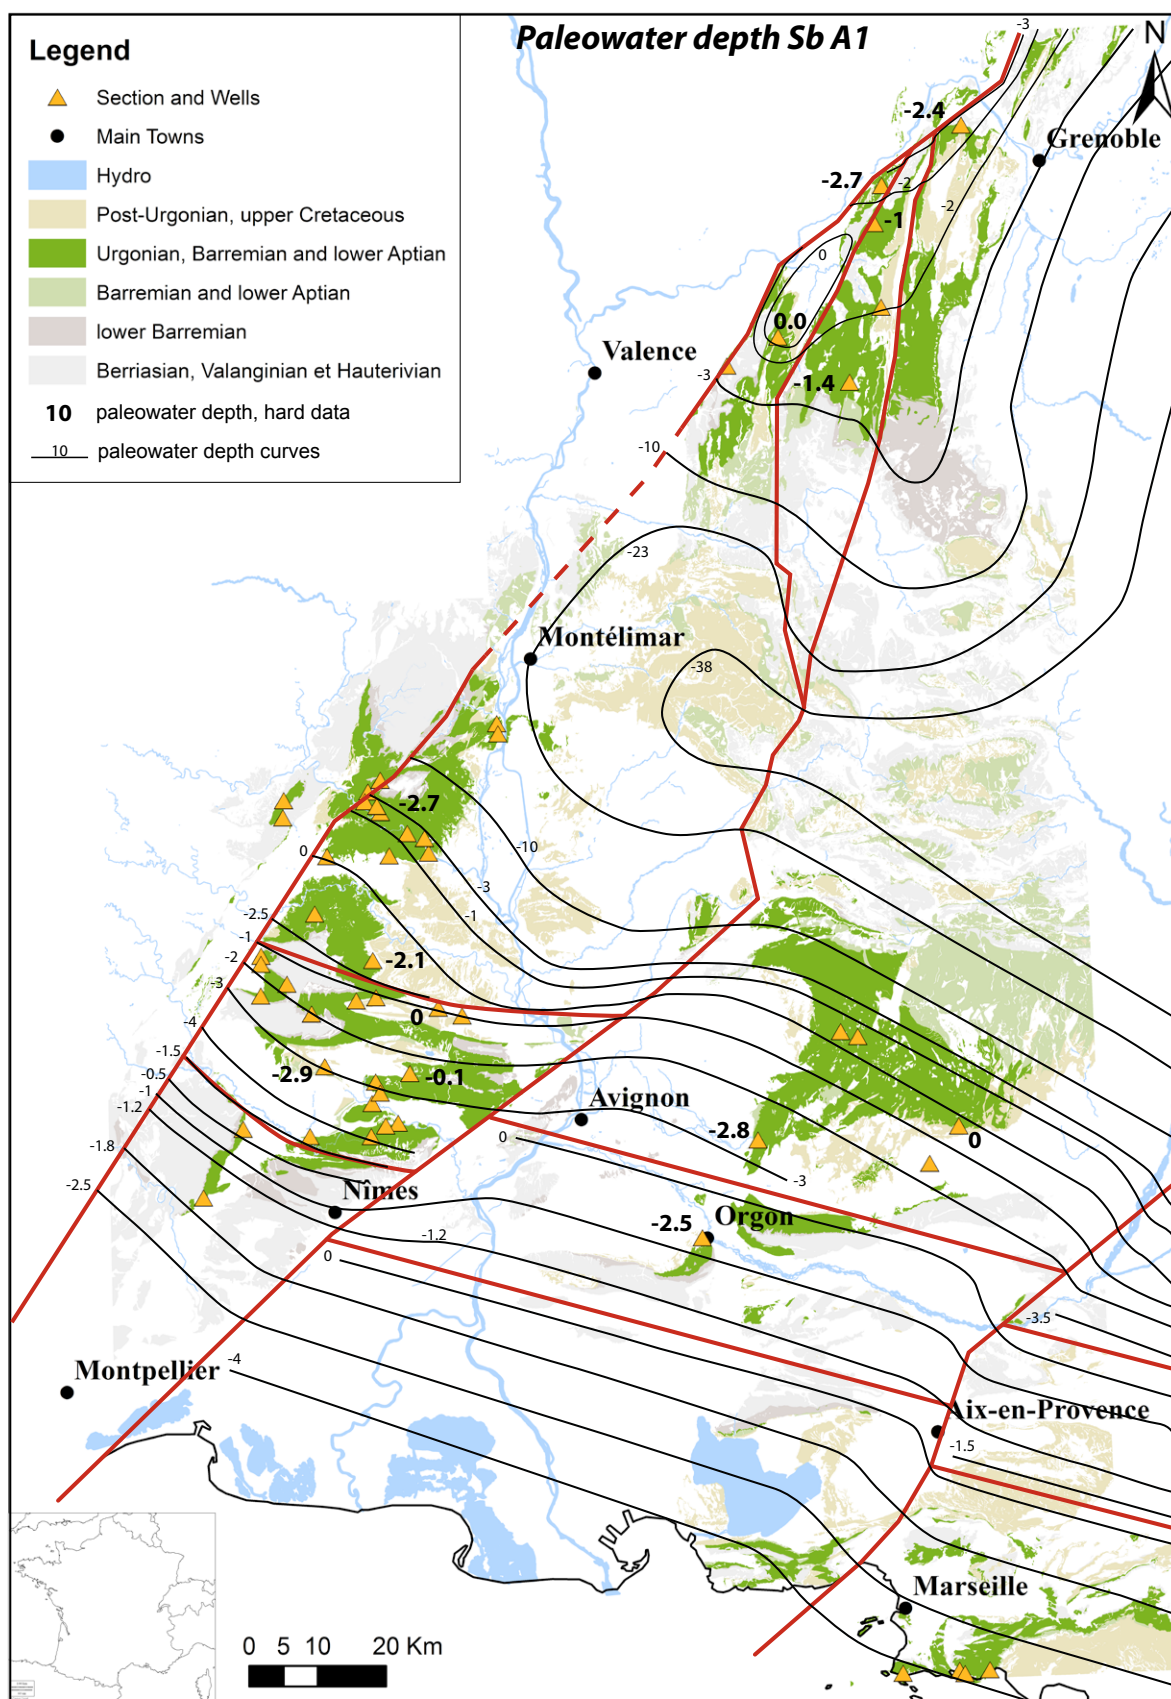 Paleowater depth Sb A1
N
Legend
Section and Wells
Main Towns
Hydro
Post-Urgonian, upper Cretaceous
Urgonian, Barremian and lower Aptian
Barremian and lower Aptian
lower Barremian
Berriasian, Valanginian et Hauterivian
10 paleowater depth, hard data
10 paleowater depth curves
-3
-2.4
Grenoble
-2.7
-2
-2
-1
0
0.0
Valence
-3
-1.4
-10
-23
Montélimar
-38
-2.7
0
-10
-3
-1
-2.5
-1
-2
-2.1
-3
0
-4
-1.5
-0.5
-2.9
-0.1
-1
-1.2
Avignon
-2.8
0
0
-1.8
-3
-2.5
Nîmes
-2.5
Orgon
-1.2
0
-3.5
-4
Montpellier
Aix-en-Provence
-1.5
Marseille
0 5 10 20 Km